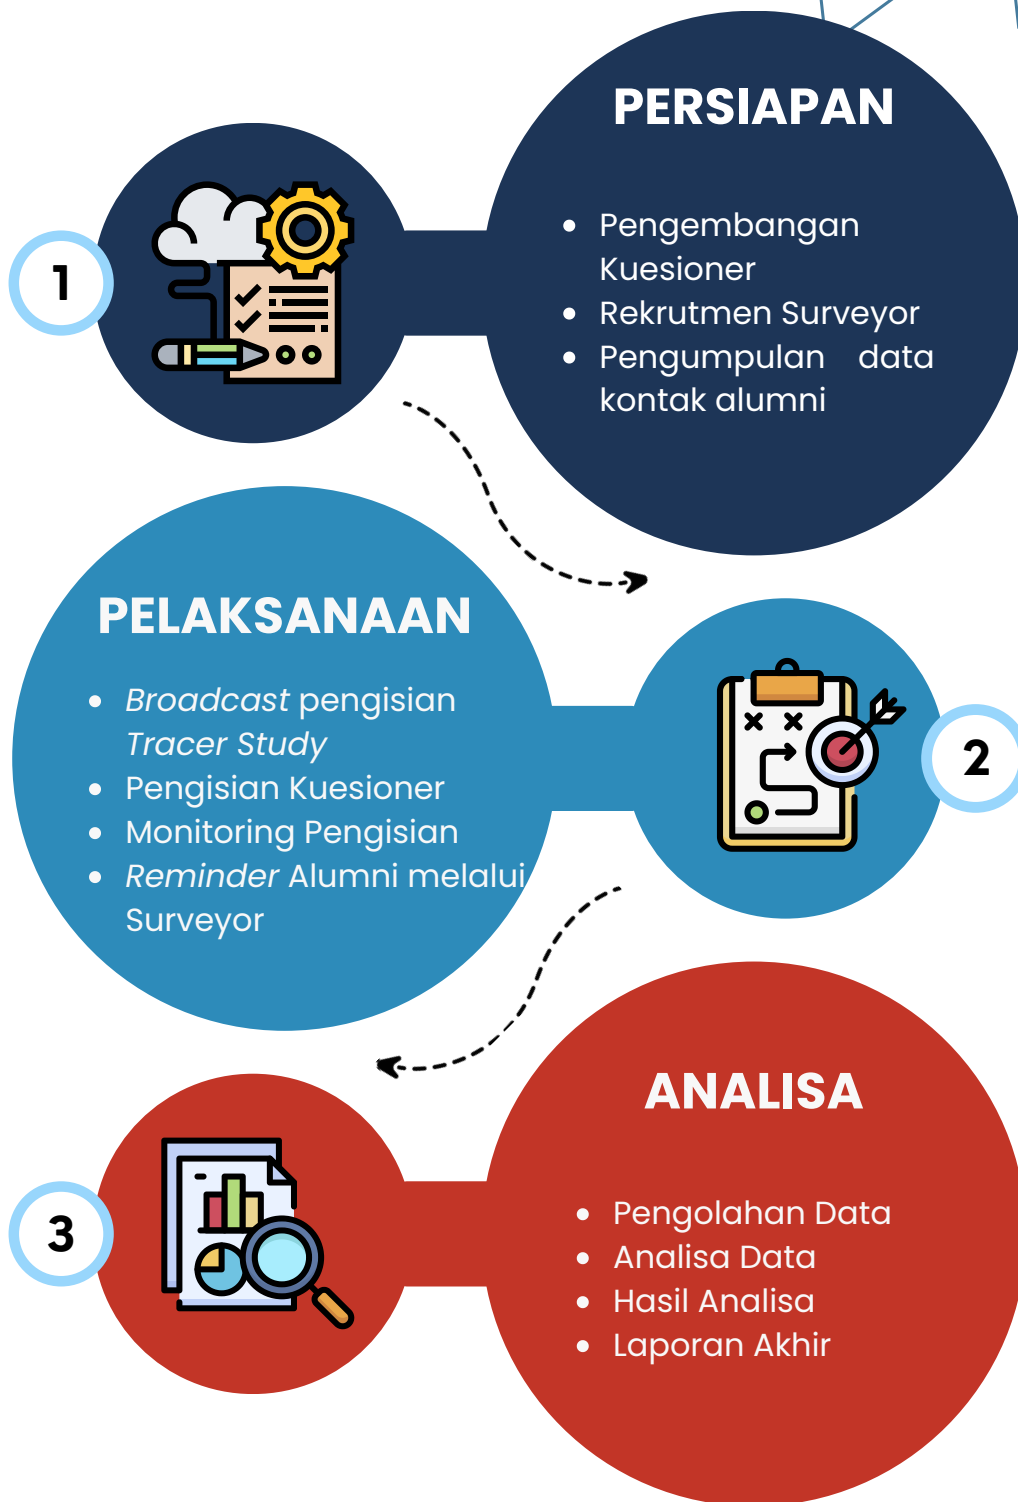 PERSIAPAN
1
• Pengembangan
Kuesioner
• Rekrutmen Surveyor
• Pengumpulan data
kontak alumni
PELAKSANAAN
• Broadcast pengisian
Tracer Study
• Pengisian Kuesioner
• Monitoring Pengisian
• Reminder Alumni melalui
Surveyor
2
ANALISA
3
• Pengolahan Data
• Analisa Data
• Hasil Analisa
• Laporan Akhir